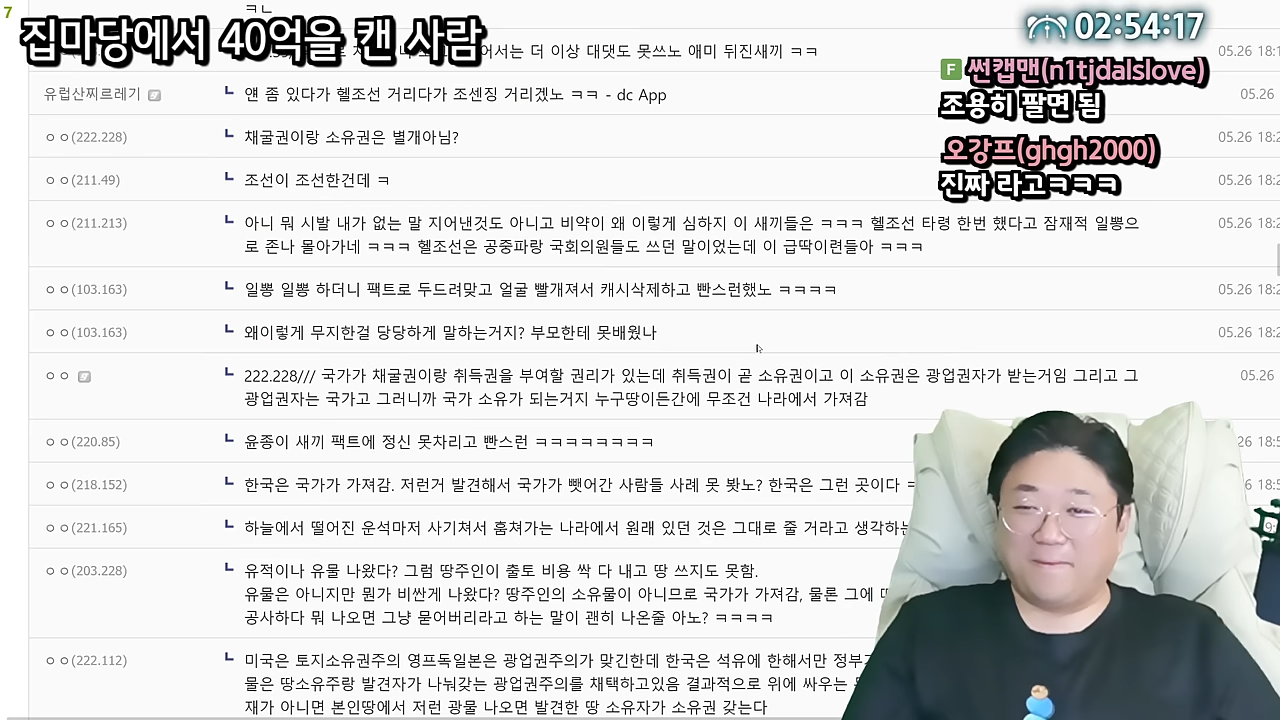 7
ㅋㄴ
집마당에서 40억을 캔 사람
어서는 더 이상 대댓도 못쓰노 애미 뒤진새끼 ㅋㅋ
05.26 18:1
02:54:17
썬캡맨(n1tjdalslove)
조용히 팔면 됨
오강프(ghgh2000)
진짜 라고ㅋㅋㅋ
유럽산찌르레기
얜 좀 있다가 헬조선 거리다가 조센징 거리겠노 ㅋㅋ - dc App
05.26
ㅇㅇ(222.228)
채굴권이랑 소유권은 별개아님?
05.26 18:2
ㅇㅇ(211.49)
조선이 조선한건데 ㅋ
05.26 18:2
ㅇㅇ(211.213)
아니 뭐 시발 내가 없는 말 지어낸것도 아니고 비약이 왜 이렇게 심하지 이 새끼들은 ㅋㅋㅋ 헬조선 타령 한번 했다고 잠재적 일뽕으
로 존나 몰아가네 ㅋㅋㅋ 헬조선은 공중파랑 국회의원들도 쓰던 말이었는데 이 급딱이련들아 ㅋㅋㅋ
05.26 18:2
ㅇㅇ(103.163)
일뽕 일뽕 하더니 팩트로 두드려맞고 얼굴 빨개져서 캐시삭제하고 빤스런했노 ㅋㅋㅋㅋ
05.26 18:2
ㅇㅇ(103.163)
왜이렇게 무지한걸 당당하게 말하는거지? 부모한테 못배웠나
05.26 18:2
ㅇㅇ
222.228/// 국가가 채굴권이랑 취득권을 부여할 권리가 있는데 취득권이 곧 소유권이고 이 소유권은 광업권자가 받는거임 그리고 그
광업권자는 국가고 그러니까 국가 소유가 되는거지 누구땅이든간에 무조건 나라에서 가져감
05.26
ㅇㅇ(220.85)
윤종이 새끼 팩트에 정신 못차리고 빤스런 ㅋㅋㅋㅋㅋㅋㅋㅋ
26 18:5
ㅇㅇ(218.152)
한국은 국가가 가져감. 저런거 발견해서 국가가 뺏어간 사람들 사례 못 봤노? 한국은 그런 곳이다
26 18:5
ㅇㅇ(221.165)
하늘에서 떨어진 운석마저 사기쳐서 훔쳐가는 나라에서 원래 있던 것은 그대로 줄 거라고 생각하는
ㅇㅇ(203.228)
유적이나 유물 나왔다? 그럼 땅주인이 출토 비용 싹 다 내고 땅 쓰지도 못함.
유물은 아니지만 뭔가 비싼게 나왔다? 땅주인의 소유물이 아니므로 국가가 가져감, 물론 그에
공사하다 뭐 나오면 그냥 묻어버리라고 하는 말이 괜히 나온줄 아노? ㅋㅋㅋㅋ
ㅇㅇ(222.112)
미국은 토지소유권주의 영프독일본은 광업권주의가 맞긴한데 한국은 석유에 한해서만 정부
물은 땅소유주랑 발견자가 나눠갖는 광업권주의를 채택하고있음 결과적으로 위에 싸우는
재가 아니면 본인땅에서 저런 광물 나오면 발견한 땅 소유자가 소유권 갖는다